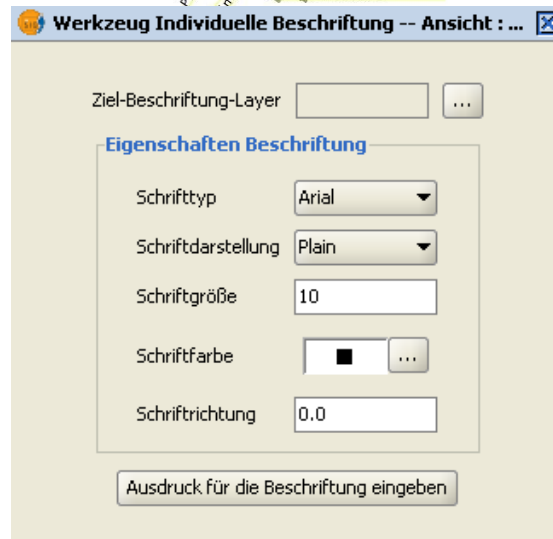 Werkzeug Individuelle Beschriftung -- Ansicht : ...
Ziel-Beschriftung-Layer ...
Eigenschaften Beschriftung
Schrifttyp Arial
Schriftdarstellung Plain
Schriftgröße 10
Schriftfarbe ...
Schriftrichtung 0.0
Ausdruck für die Beschriftung eingeben